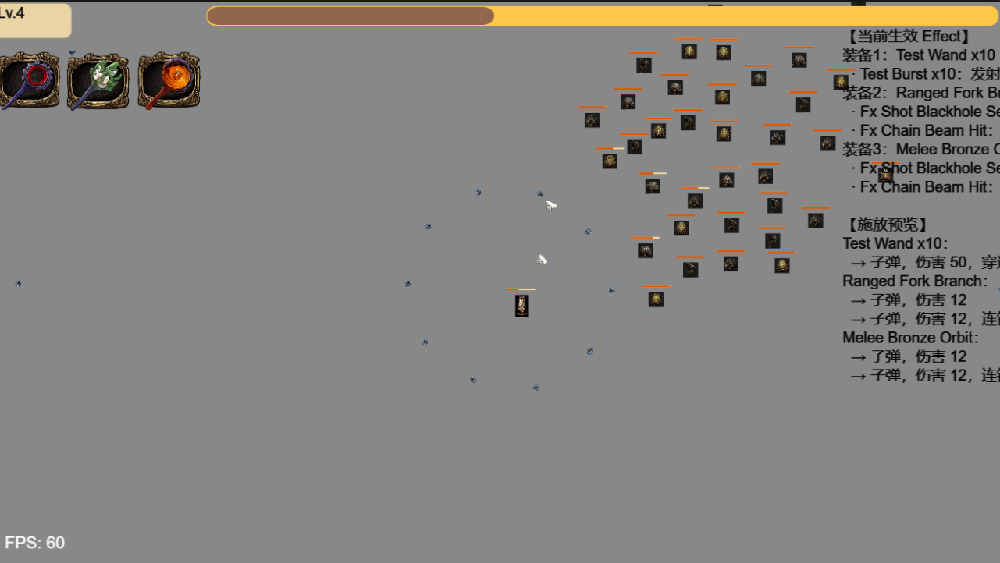 Lv.4
【当前生效 Effect】
装备1：Test Wand x10
· Test Burst x10：发射
装备2：Ranged Fork Br
· Fx Shot Blackhole Se
· Fx Chain Beam Hit：
装备3：Melee Bronze O
· Fx Shot Blackhole Se
· Fx Chain Beam Hit：
【施放预览】
Test Wand x10：
→ 子弹，伤害 50，穿
Ranged Fork Branch：
→ 子弹，伤害 12
→ 子弹，伤害 12，连
Melee Bronze Orbit：
→ 子弹，伤害 12
→ 子弹，伤害 12，连
FPS: 60